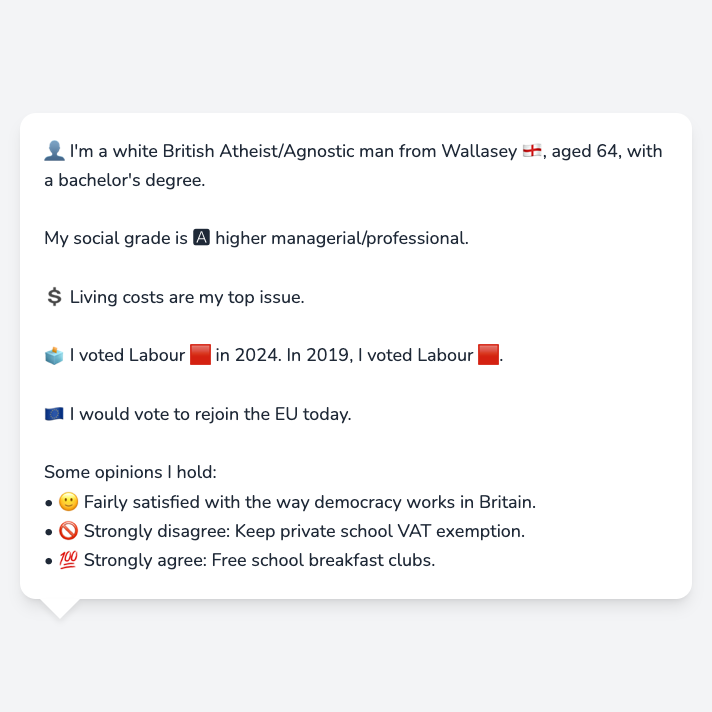 👤 I'm a white British Atheist/Agnostic man from Wallasey 🏴󠁧󠁢󠁥󠁮󠁧󠁿, aged 64, with
a bachelor's degree.
My social grade is 🅰 higher managerial/professional.
💲 Living costs are my top issue.
🗳️ I voted Labour 🟥 in 2024. In 2019, I voted Labour 🟥.
🇪🇺 I would vote to rejoin the EU today.
Some opinions I hold:
• 🙂 Fairly satisfied with the way democracy works in Britain.
• 🚫 Strongly disagree: Keep private school VAT exemption.
• 💯 Strongly agree: Free school breakfast clubs.